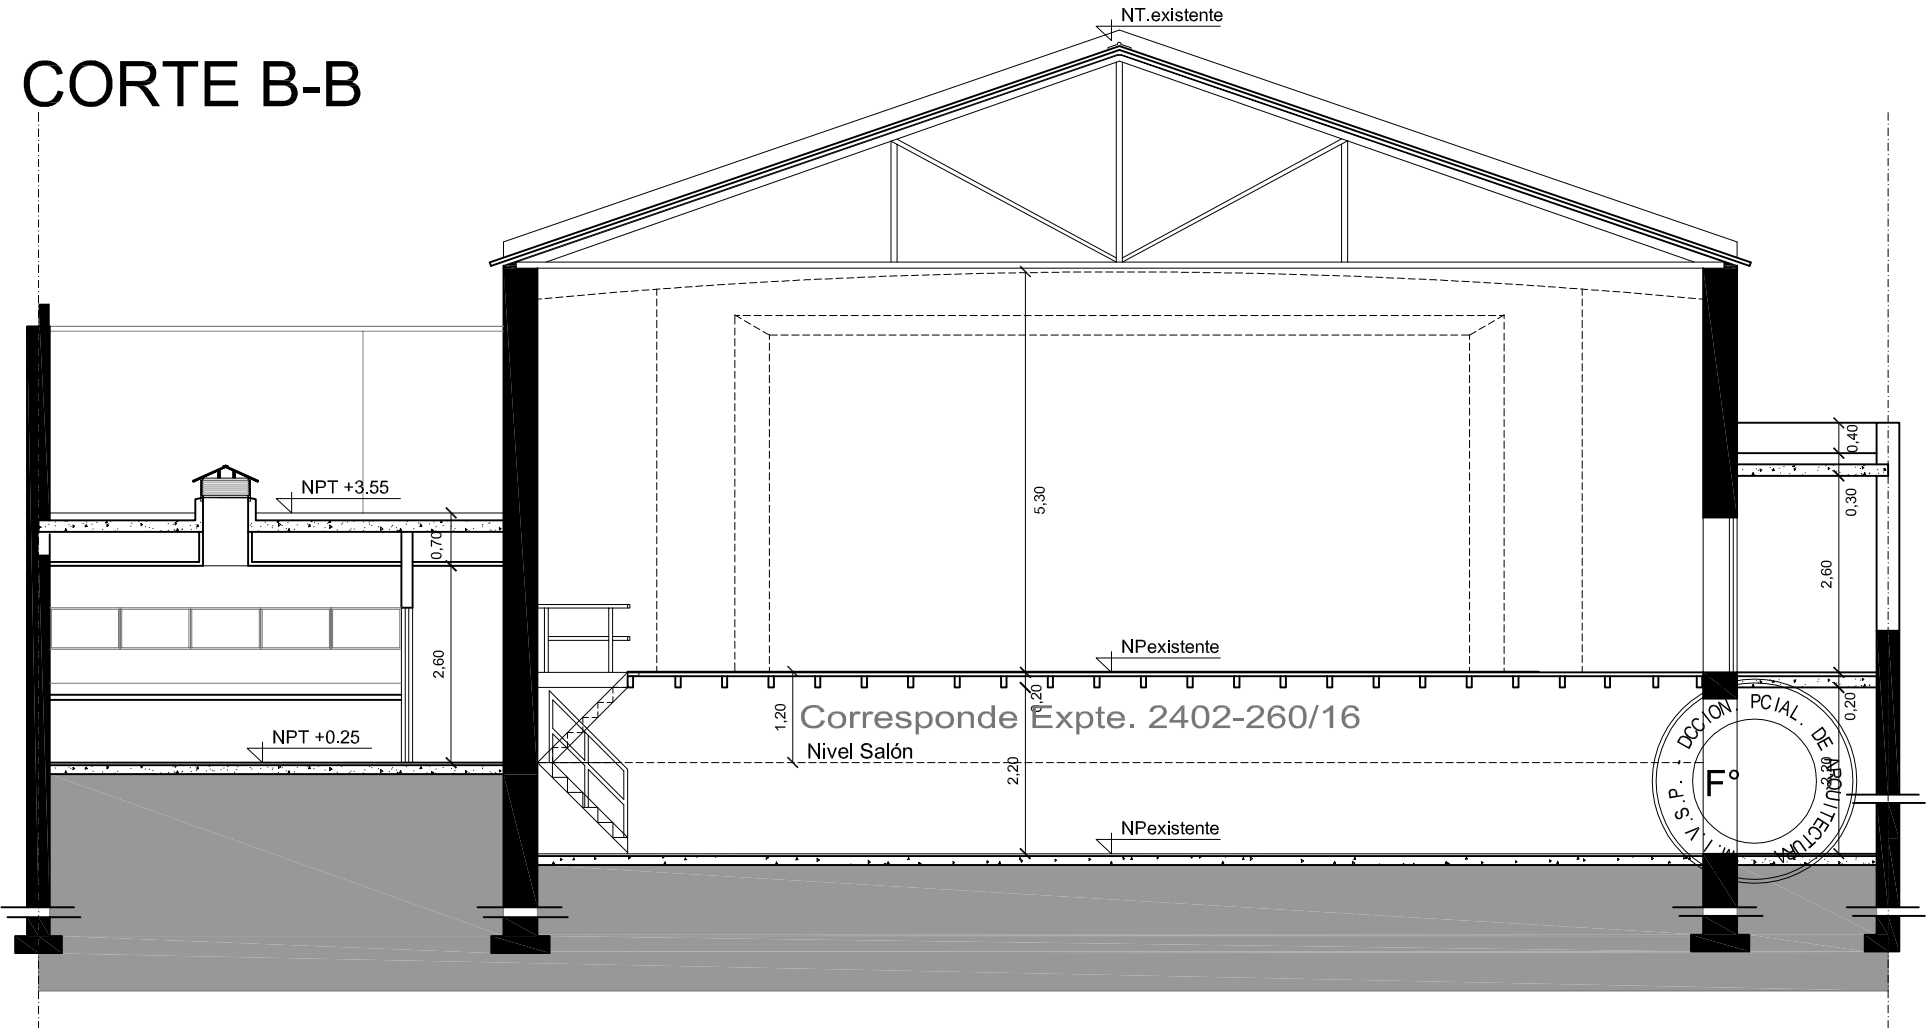 NT.existente
CORTE B-B
0,40
NPT +3.55
5,30
0,30
0,70
2,60
2,60
NPexistente
0,20
1,20
Corresponde Expte. 2402-260/16
0,20
NPT +0.25
Nivel Salón
2,20
2,20
F°
M.I.V.S.P. - DCCION. PCIAL. DE ARQUITECTURA
NPexistente